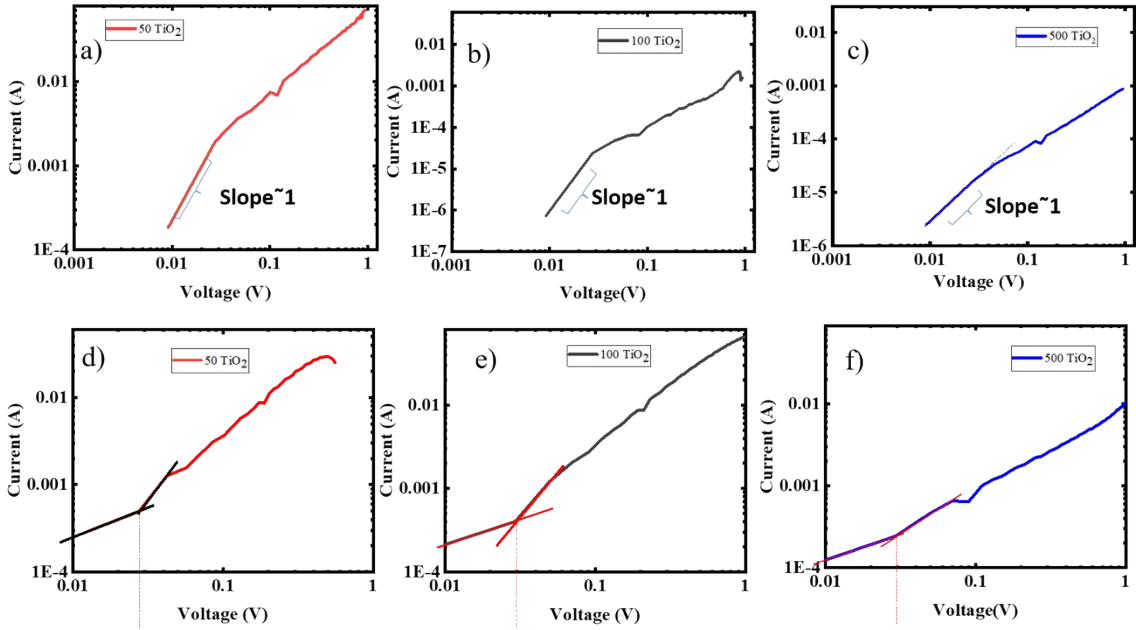 a)
50 TiO₂
Current (A)
0.01
0.001
1E-4
Slope~1
0.001
0.01
0.1
1
Voltage (V)
b)
100 TiO₂
Current (A)
0.01
0.001
1E-4
1E-5
1E-6
1E-7
Slope~1
0.001
0.01
0.1
1
Voltage(V)
c)
500 TiO₂
Current (A)
0.01
0.001
1E-4
1E-5
1E-6
Slope~1
0.001
0.01
0.1
1
Voltage (V)
d)
50 TiO₂
Current (A)
0.01
0.001
1E-4
0.01
0.1
1
Voltage (V)
e)
100 TiO₂
Current (A)
0.01
0.001
1E-4
0.01
0.1
1
Voltage (V)
f)
500 TiO₂
Current (A)
0.01
0.001
1E-4
0.01
0.1
1
Voltage(V)